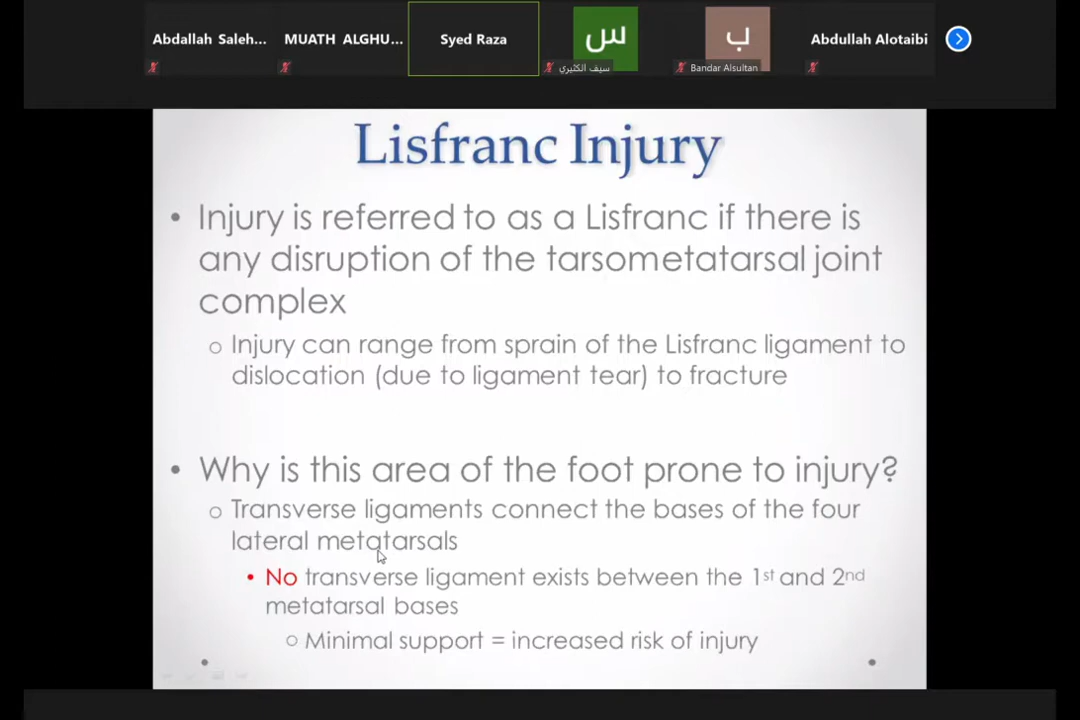 Abdallah Saleh...
MUATH ALGHU...
Syed Raza
س
سيف الكثيري
ب
Bandar Alsultan
Abdullah Alotaibi
Lisfranc Injury
• Injury is referred to as a Lisfranc if there is
any disruption of the tarsometatarsal joint
complex
o Injury can range from sprain of the Lisfranc ligament to
dislocation (due to ligament tear) to fracture
• Why is this area of the foot prone to injury?
o Transverse ligaments connect the bases of the four
lateral metatarsals
• No transverse ligament exists between the 1st and 2nd
metatarsal bases
o Minimal support = increased risk of injury